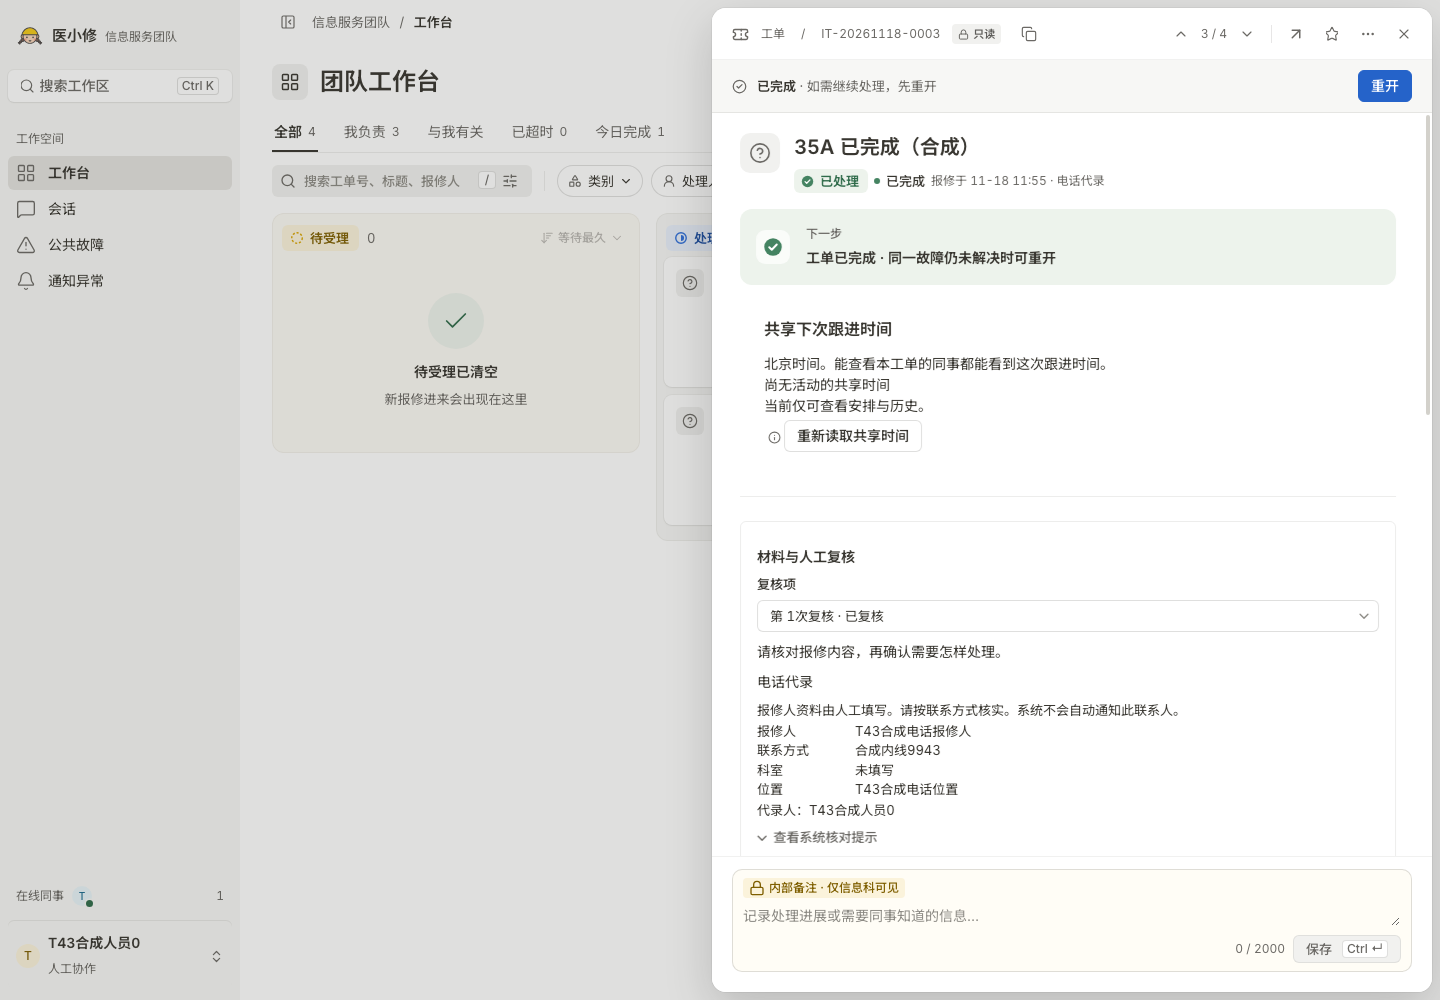 医小修 信息服务团队
搜索工作区 Ctrl K
工作空间
工作台
会话
公共故障
通知异常
在线同事 T 1
T T43合成人员0
人工协作
信息服务团队 / 工作台
团队工作台
全部 4 我负责 3 与我有关 已超时 0 今日完成 1
搜索工单号、标题、报修人 / 类别 处理
待受理 0 等待最久
待受理已清空
新报修进来会出现在这里
工单 / IT-20261118-0003 只读 3 / 4
已完成 · 如需继续处理，先重开 重开
35A 已完成（合成）
已处理 已完成 报修于 11-18 11:55 · 电话代录
下一步
工单已完成 · 同一故障仍未解决时可重开
共享下次跟进时间
北京时间。能查看本工单的同事都能看到这次跟进时间。
尚无活动的共享时间
当前仅可查看安排与历史。
重新读取共享时间
材料与人工复核
复核项
第 1次复核 · 已复核
请核对报修内容，再确认需要怎样处理。
电话代录
报修人资料由人工填写。请按联系方式核实。系统不会自动通知此联系人。
报修人 T43合成电话报修人
联系方式 合成内线9943
科室 未填写
位置 T43合成电话位置
代录人：T43合成人员0
查看系统核对提示
内部备注 · 仅信息科可见
记录处理进展或需要同事知道的信息...
0 / 2000 保存 Ctrl ↵